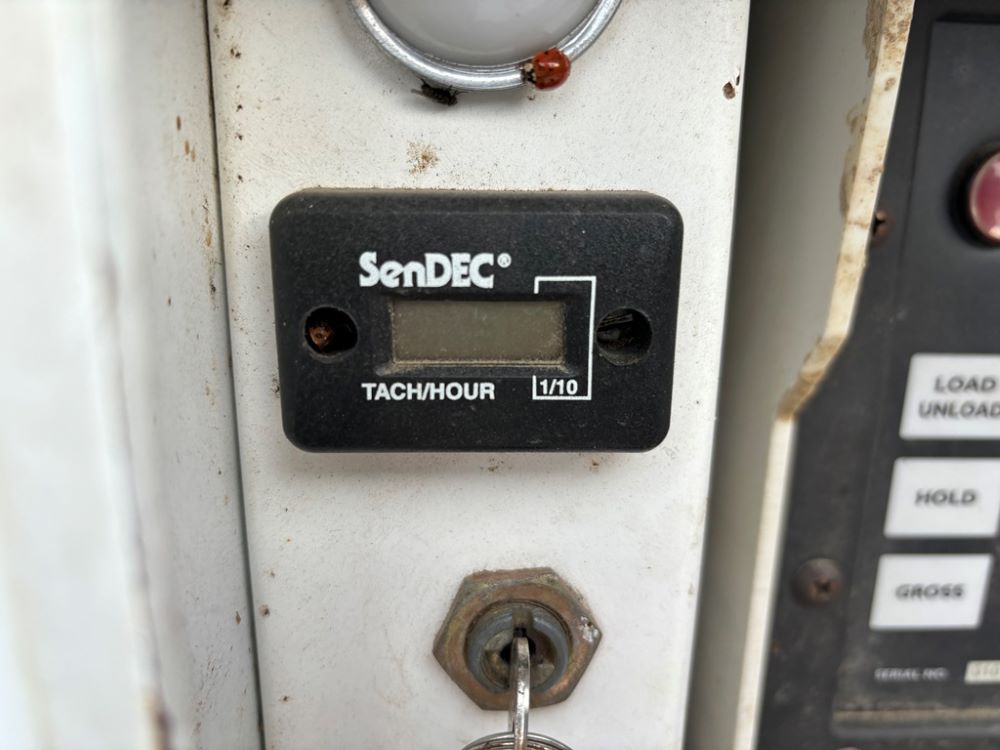 SenDEC®
TACH/HOUR
1/10
LOAD
UNLOAD
HOLD
GROSS
SERIAL NO.